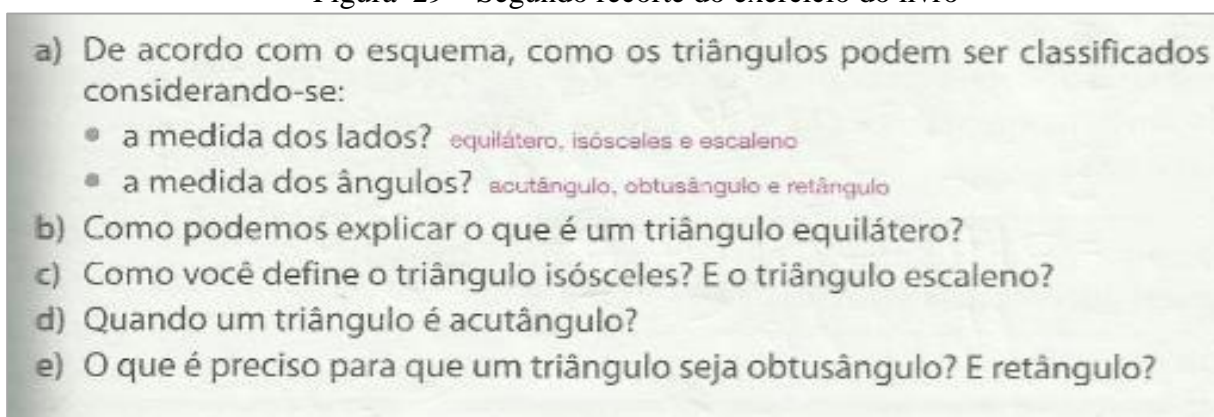 Figura 29 – Segundo recorte do exercício do livro
a) De acordo com o esquema, como os triângulos podem ser classificados
considerando-se:
• a medida dos lados? equilátero, isósceles e escaleno
• a medida dos ângulos? acutângulo, obtusângulo e retângulo
b) Como podemos explicar o que é um triângulo equilátero?
c) Como você define o triângulo isósceles? E o triângulo escaleno?
d) Quando um triângulo é acutângulo?
e) O que é preciso para que um triângulo seja obtusângulo? E retângulo?